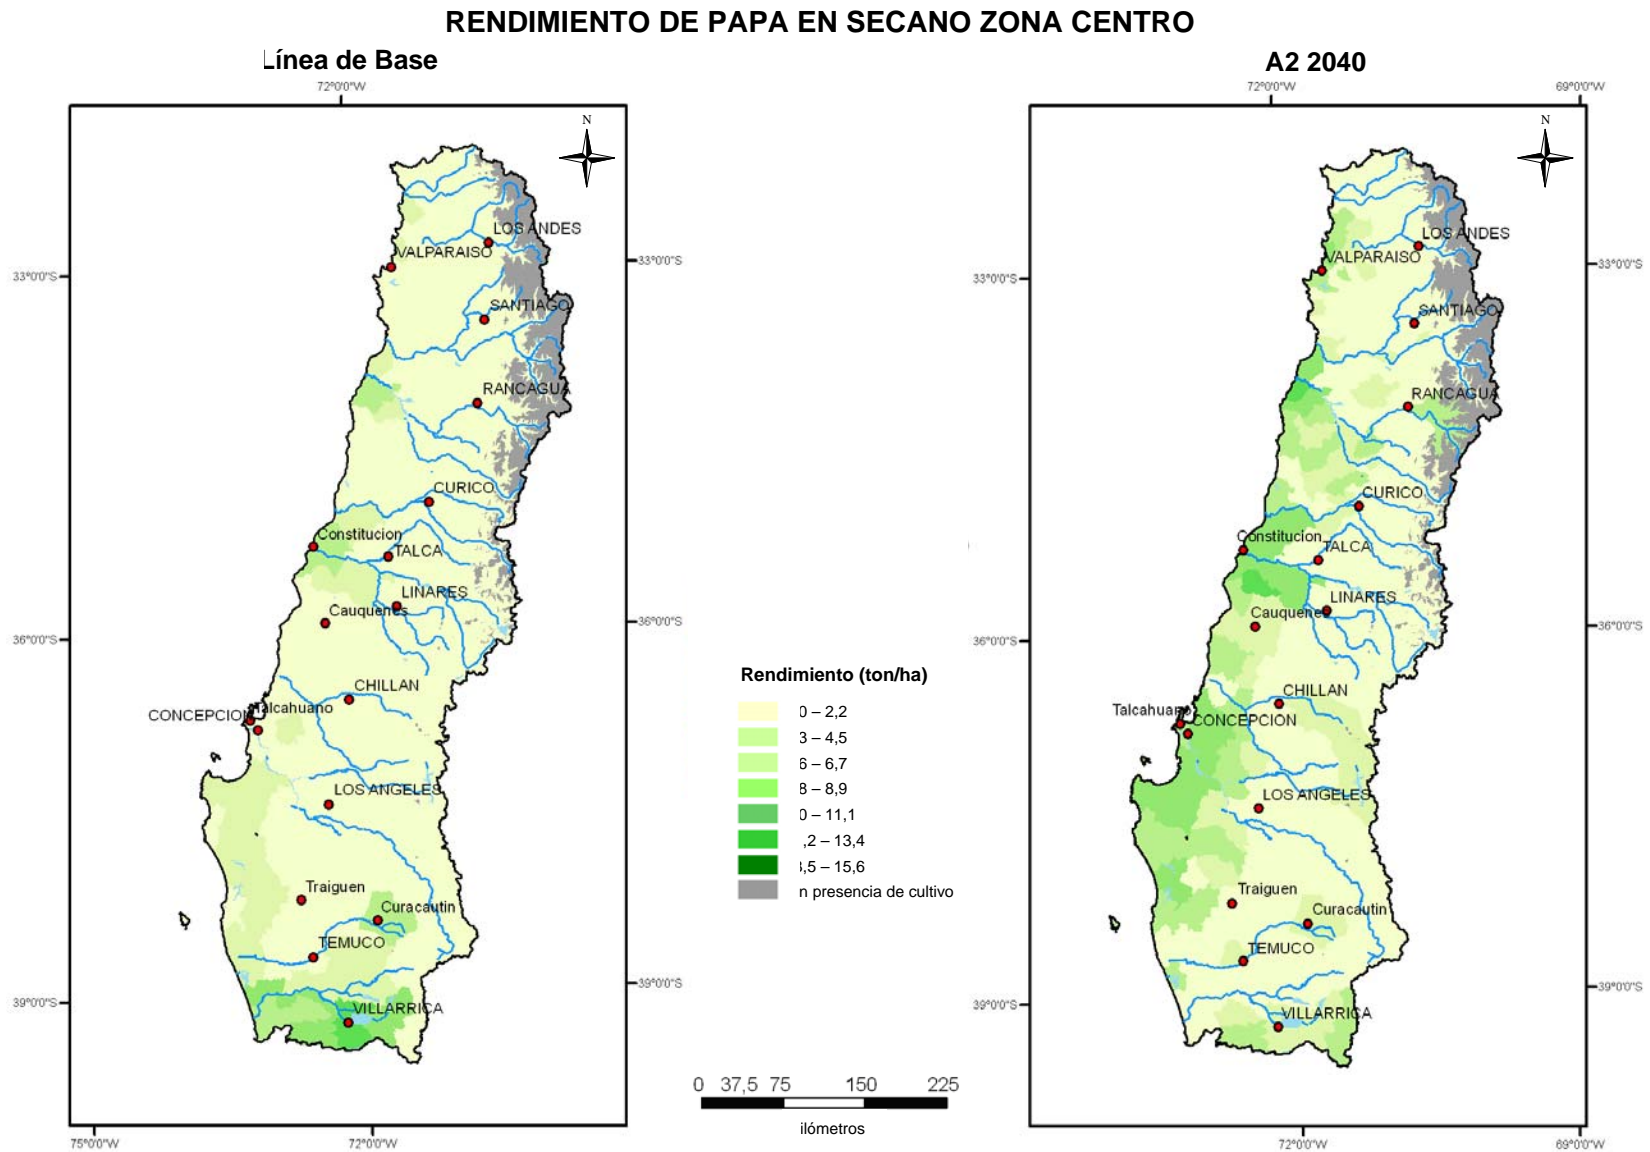 RENDIMIENTO DE PAPA EN SECANO ZONA CENTRO
Línea de Base
A2 2040
72°0'0"W
72°0'0"W
69°0'0"W
N
N
LOS ANDES
VALPARAISO
SANTIAGO
RANCAGUA
CURICO
Constitucion
TALCA
LINARES
Cauquenes
CHILLAN
Talcahuano
CONCEPCION
LOS ANGELES
Traiguen
Curacautin
TEMUCO
VILLARRICA
33°0'0"S
36°0'0"S
39°0'0"S
33°0'0"S
36°0'0"S
39°0'0"S
75°0'0"W
72°0'0"W
Rendimiento (ton/ha)
0 – 2,2
3 – 4,5
6 – 6,7
8 – 8,9
0 – 11,1
,2 – 13,4
,5 – 15,6
n presencia de cultivo
0 37,5 75 150 225
ilómetros
LOS ANDES
VALPARAISO
SANTIAGO
RANCAGUA
CURICO
Constitucion
TALCA
LINARES
Cauquenes
CHILLAN
Talcahuano
CONCEPCION
LOS ANGELES
Traiguen
Curacautin
TEMUCO
VILLARRICA
33°0'0"S
36°0'0"S
39°0'0"S
33°0'0"S
36°0'0"S
39°0'0"S
72°0'0"W
69°0'0"W